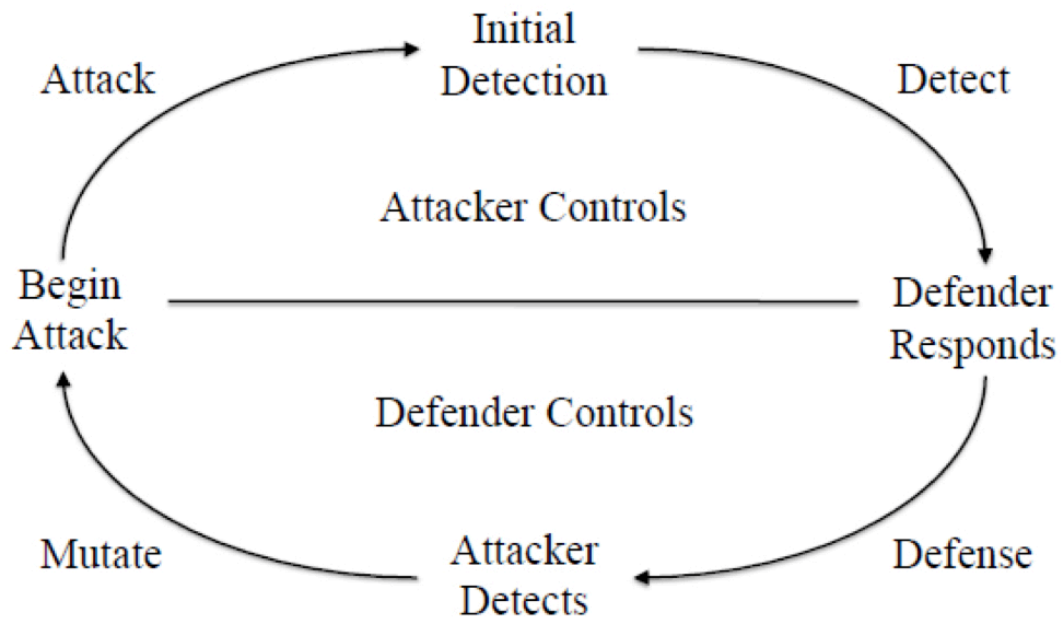 Initial
Detection
Attack
Detect
Attacker Controls
Begin
Attack
Defender
Responds
Defender Controls
Mutate
Attacker
Detects
Defense